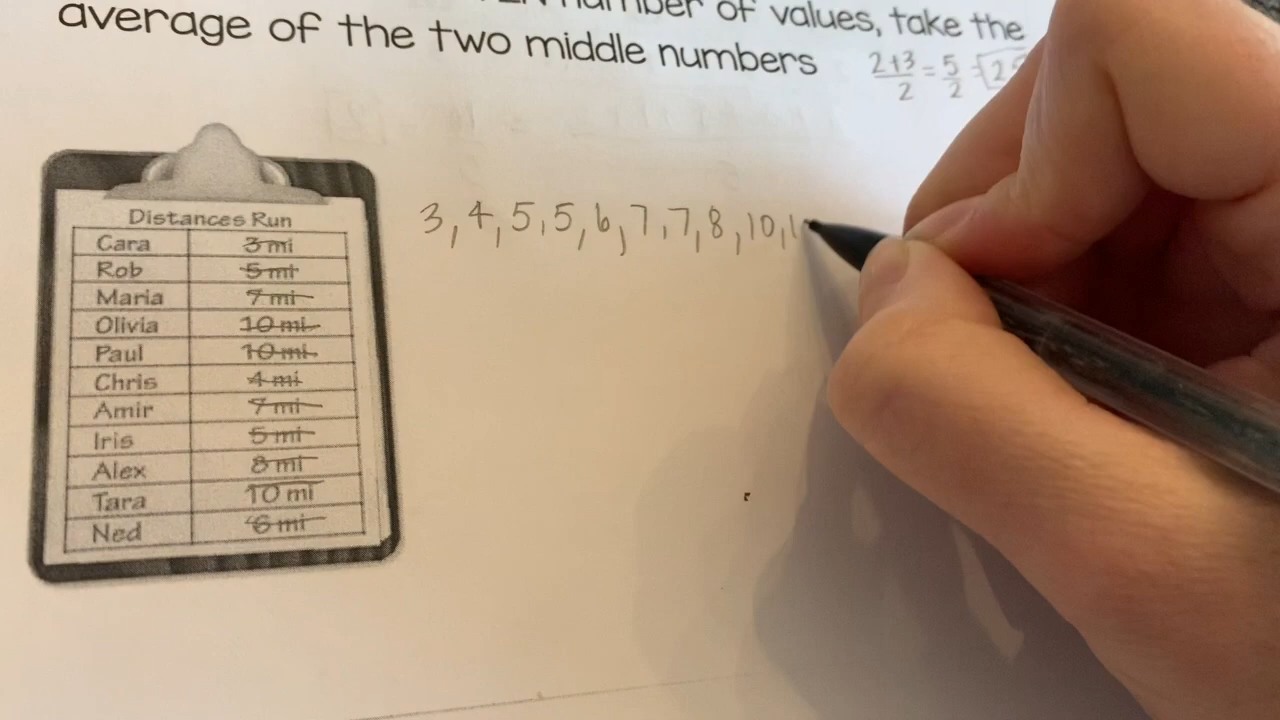 number of values, take the
average of the two middle numbers
2+3/2 = 5/2 =
3, 4, 5, 5, 6, 7, 7, 8, 10, 1
Distances Run
Cara 3 mi
Rob 5 mi
Maria 7 mi
Olivia 10 mi
Paul 10 mi
Chris 4 mi
Amir 7 mi
Iris 5 mi
Alex 8 mi
Tara 10 mi
Ned 6 mi